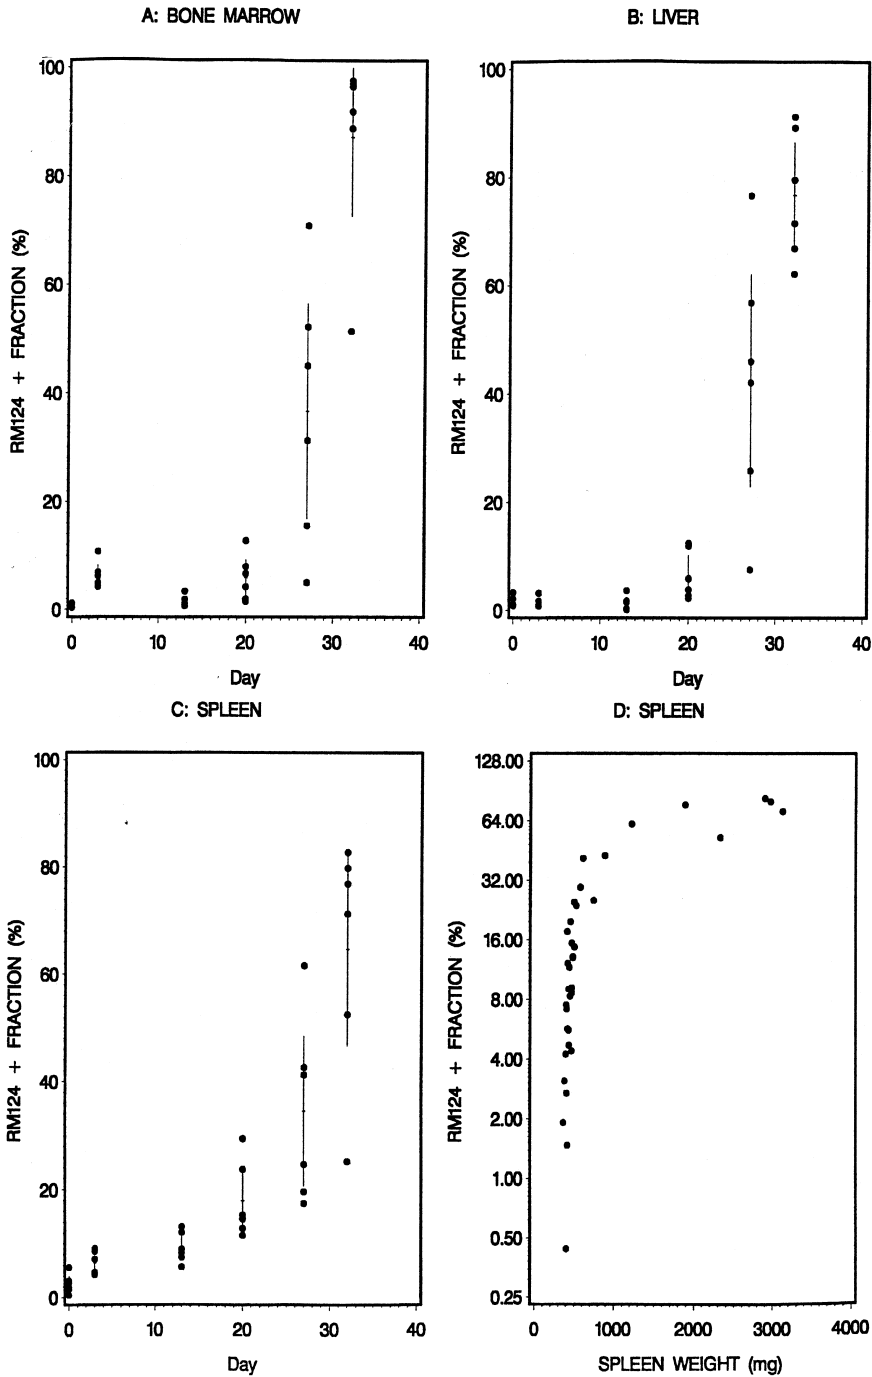 A: BONE MARROW
RM124 + FRACTION (%)
100
80
60
40
20
0
0 10 20 30 40
Day
B: LIVER
RM124 + FRACTION (%)
100
80
60
40
20
0
0 10 20 30 40
Day
C: SPLEEN
RM124 + FRACTION (%)
100
80
60
40
20
0
0 10 20 30 40
Day
D: SPLEEN
RM124 + FRACTION (%)
128.00
64.00
32.00
16.00
8.00
4.00
2.00
1.00
0.50
0.25
0 1000 2000 3000 4000
SPLEEN WEIGHT (mg)